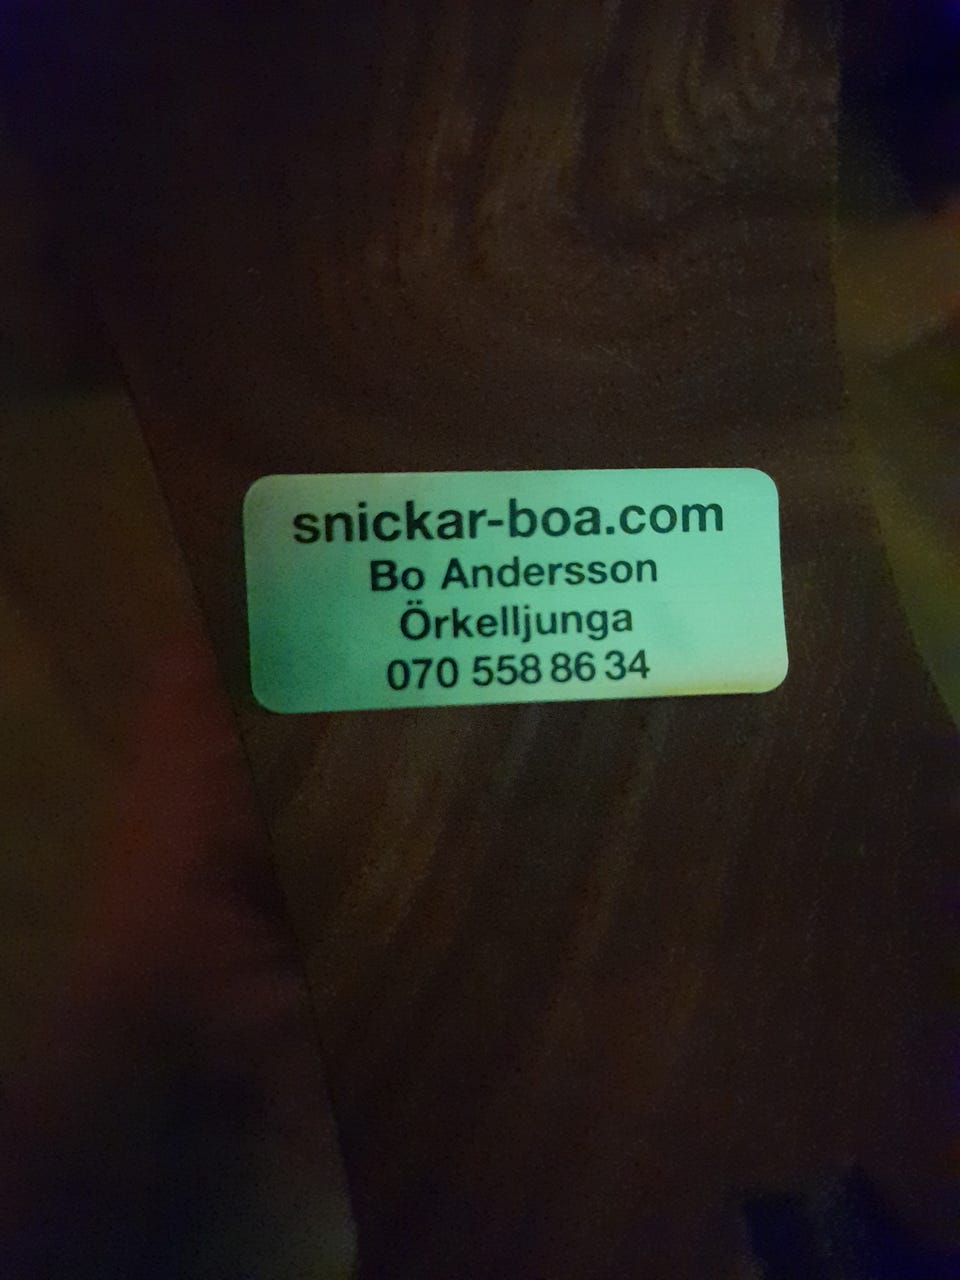 snickar-boa.com
Bo Andersson
Örkelljunga
070 558 86 34